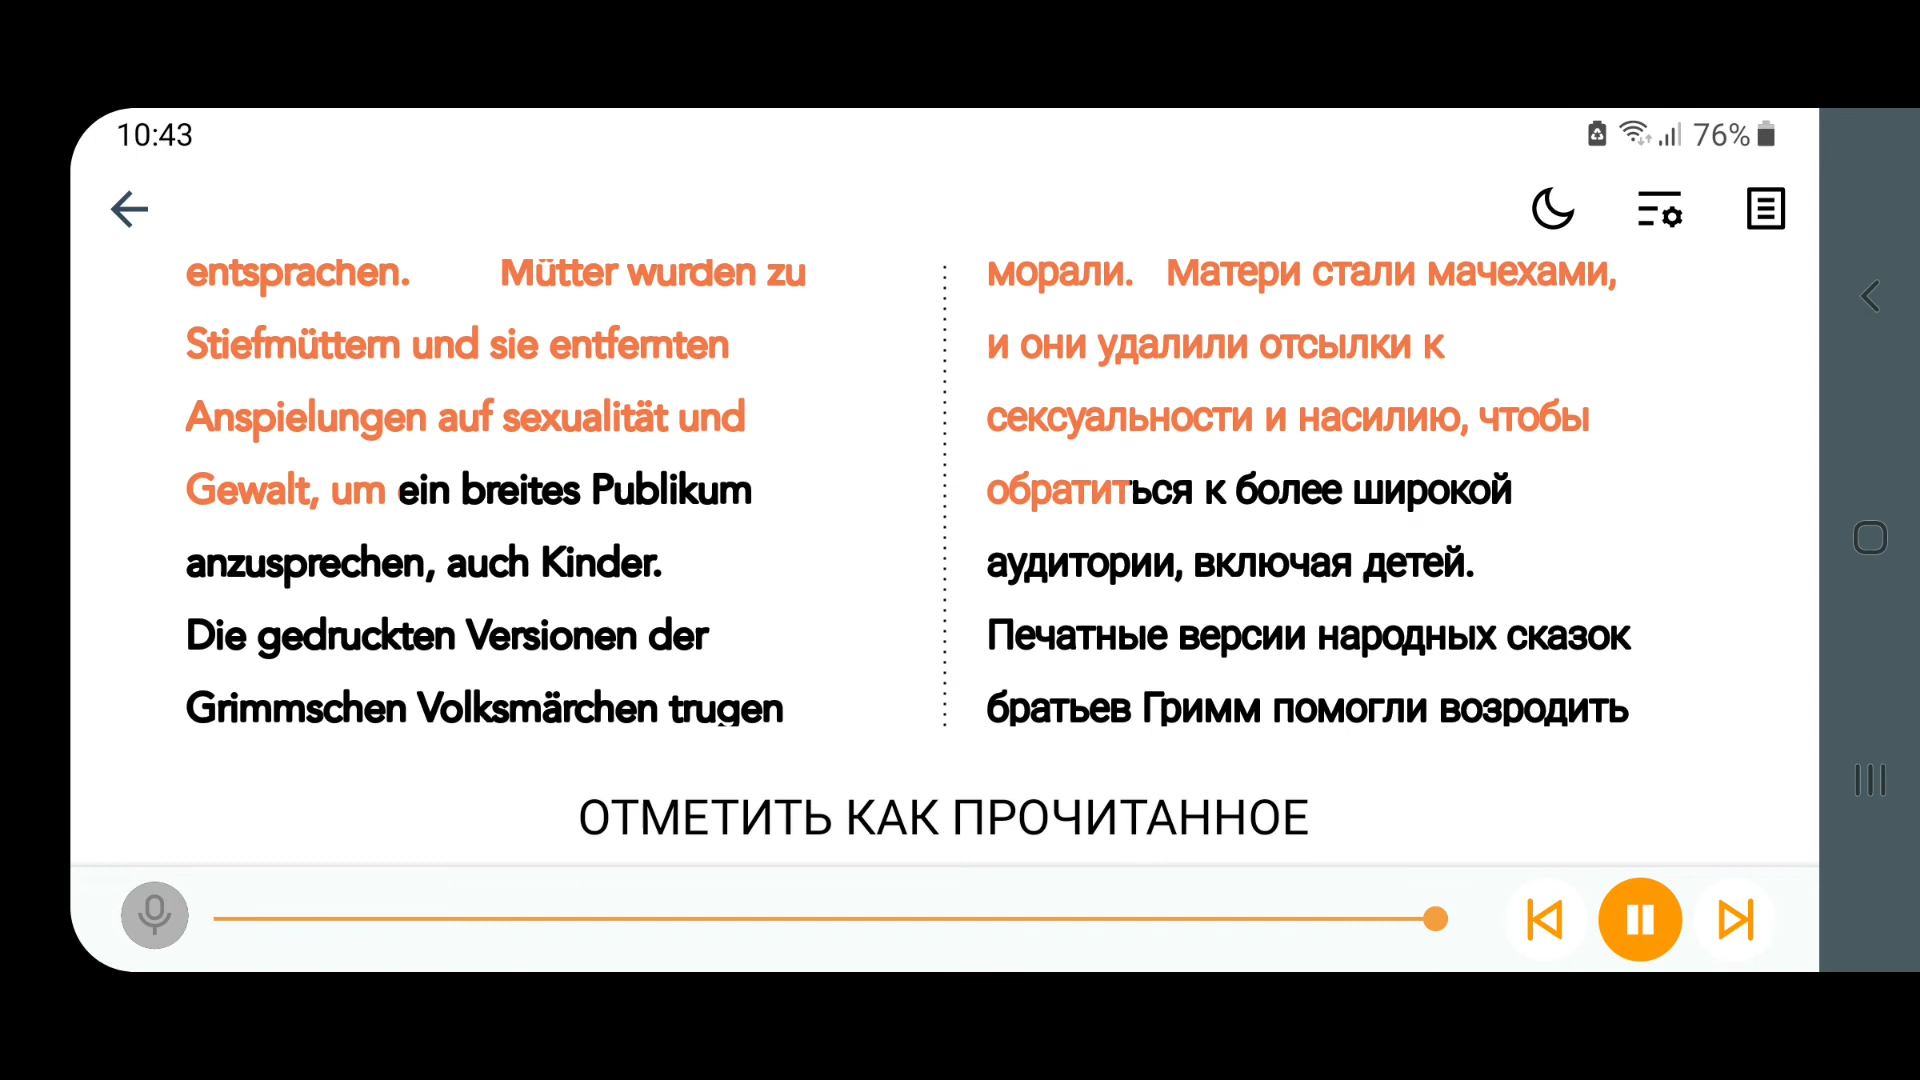 10:43
76%
entsprachen. Mütter wurden zu
Stiefmüttern und sie entfernten
Anspielungen auf sexualität und
Gewalt, um ein breites Publikum
anzusprechen, auch Kinder.
Die gedruckten Versionen der
Grimmschen Volksmärchen trugen
морали. Матери стали мачехами,
и они удалили отсылки к
сексуальности и насилию, чтобы
обратиться к более широкой
аудитории, включая детей.
Печатные версии народных сказок
братьев Гримм помогли возродить
ОТМЕТИТЬ КАК ПРОЧИТАННОЕ